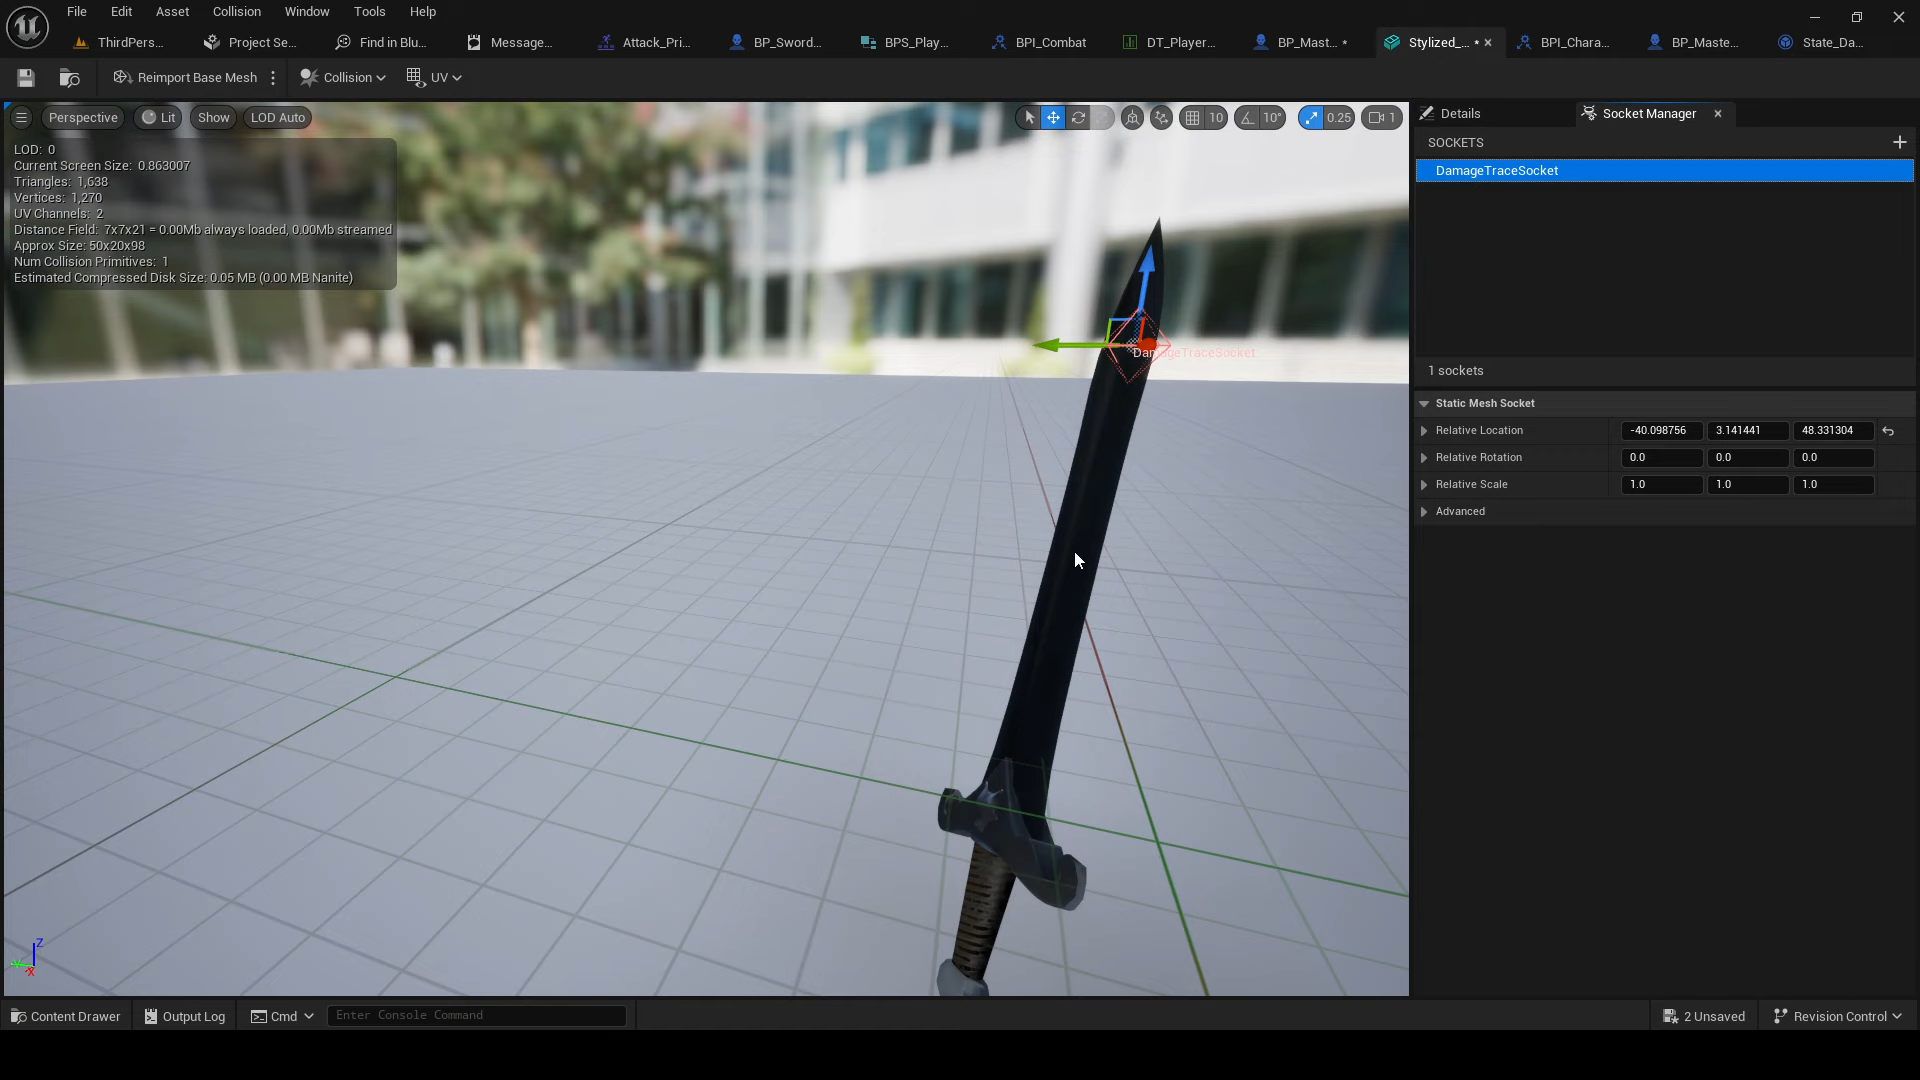 File Edit Asset Collision Window Tools Help
ThirdPers... Project Se... Find in Blu... Message... Attack_Pri... BP_Sword... BPS_Play... BPI_Combat DT_Player... BP_Mast... • Stylized_... • BPI_Chara... BP_Maste... State_Da...
Reimport Base Mesh Collision UV
Perspective Lit Show LOD Auto 10 10° 0.25 1
Details Socket Manager
SOCKETS
DamageTraceSocket
LOD: 0
Current Screen Size: 0.863007
Triangles: 1,638
Vertices: 1,270
UV Channels: 2
Distance Field: 7x7x21 = 0.00Mb always loaded, 0.00Mb streamed
Approx Size: 50x20x98
Num Collision Primitives: 1
Estimated Compressed Disk Size: 0.05 MB (0.00 MB Nanite)
DamageTraceSocket
1 sockets
Static Mesh Socket
Relative Location -40.098756 3.141441 48.331304
Relative Rotation 0.0 0.0 0.0
Relative Scale 1.0 1.0 1.0
Advanced
Z
Y
X
Content Drawer Output Log Cmd Enter Console Command 2 Unsaved Revision Control